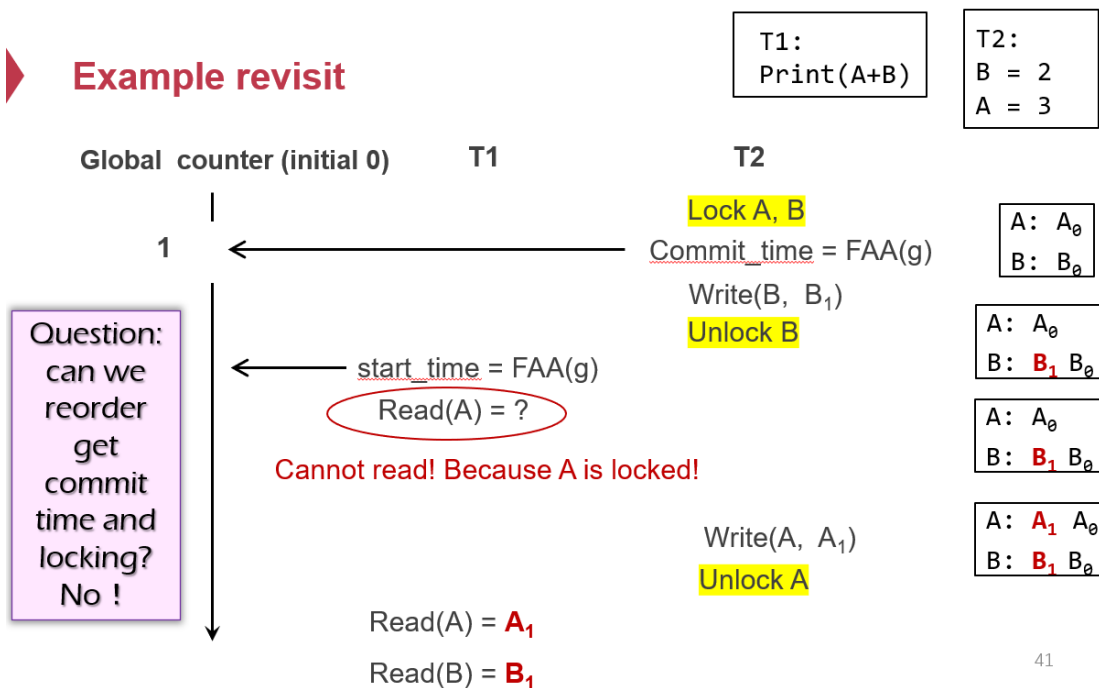 Example revisit
T1:
Print(A+B)
T2:
B = 2
A = 3
Global counter (initial 0)
T1
T2
Lock A, B
1
Commit_time = FAA(g)
Write(B, B₁)
Unlock B
A: A₀
B: B₀
Question:
can we
reorder
get
commit
time and
locking?
No !
start_time = FAA(g)
Read(A) = ?
Cannot read! Because A is locked!
A: A₀
B: B₁ B₀
A: A₀
B: B₁ B₀
Write(A, A₁)
Unlock A
A: A₁ A₀
B: B₁ B₀
Read(A) = A₁
Read(B) = B₁
41